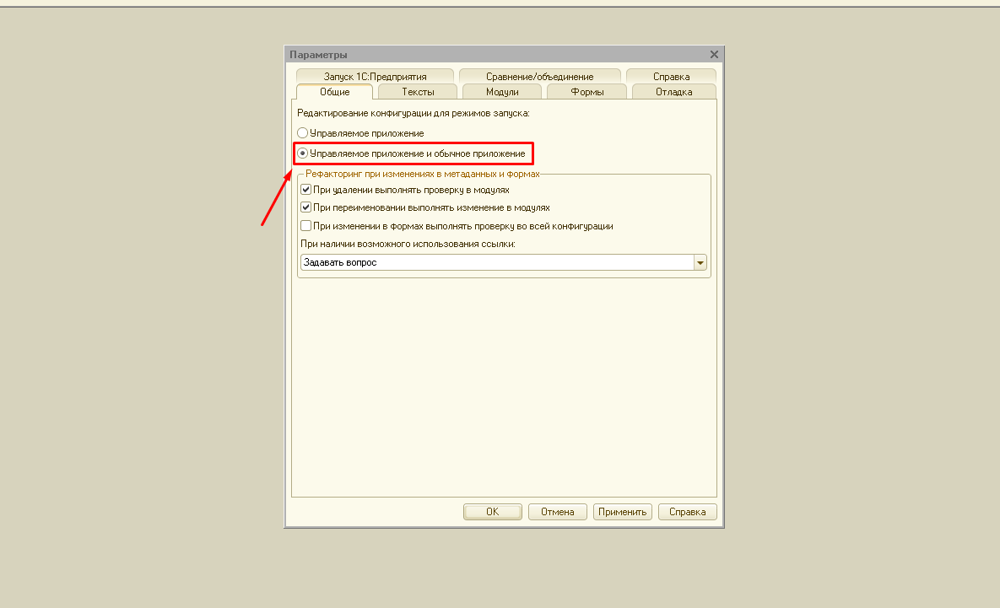 Параметры
Запуск 1С:Предприятия Сравнение/объединение Справка
Общие Тексты Модули Формы Отладка
Редактирование конфигурации для режимов запуска:
Управляемое приложение
Управляемое приложение и обычное приложение
Рефакторинг при изменениях в метаданных и формах
При удалении выполнять проверку в модулях
При переименовании выполнять изменение в модулях
При изменении в формах выполнять проверку во всей конфигурации
При наличии возможного использования ссылки:
Задавать вопрос
OK Отмена Применить Справка